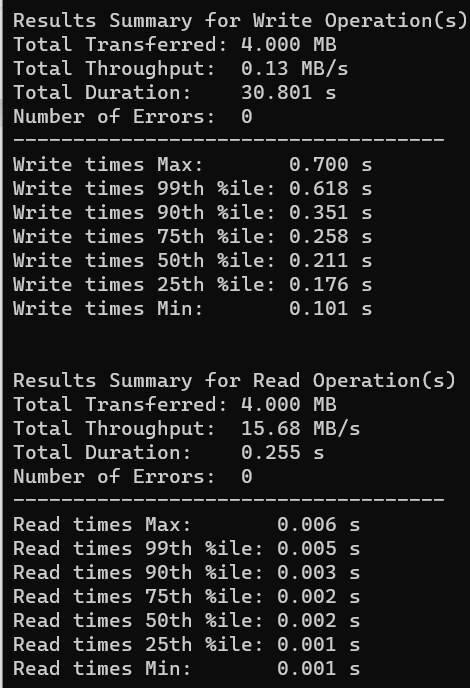 Results Summary for Write Operation(s)
Total Transferred: 4.000 MB
Total Throughput:  0.13 MB/s
Total Duration:    30.801 s
Number of Errors:  0
------------------------------------
Write times Max:       0.700 s
Write times 99th %ile: 0.618 s
Write times 90th %ile: 0.351 s
Write times 75th %ile: 0.258 s
Write times 50th %ile: 0.211 s
Write times 25th %ile: 0.176 s
Write times Min:       0.101 s
Results Summary for Read Operation(s)
Total Transferred: 4.000 MB
Total Throughput:  15.68 MB/s
Total Duration:    0.255 s
Number of Errors:  0
------------------------------------
Read times Max:       0.006 s
Read times 99th %ile: 0.005 s
Read times 90th %ile: 0.003 s
Read times 75th %ile: 0.002 s
Read times 50th %ile: 0.002 s
Read times 25th %ile: 0.001 s
Read times Min:       0.001 s